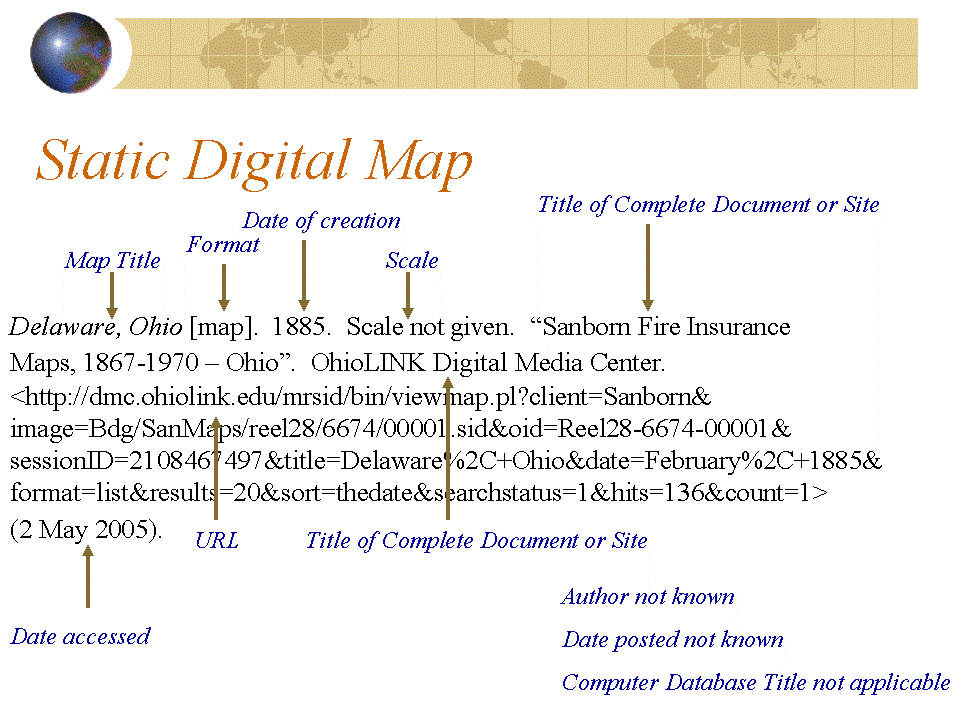 Static Digital Map
Title of Complete Document or Site
Date of creation
Format
Map Title
Scale
Delaware, Ohio [map].  1885.  Scale not given.  “Sanborn Fire Insurance
Maps, 1867-1970 – Ohio”.  OhioLINK Digital Media Center.
<http://dmc.ohiolink.edu/mrsid/bin/viewmap.pl?client=Sanborn&
image=Bdg/SanMaps/reel28/6674/00001.sid&oid=Reel28-6674-00001&
sessionID=2108467497&title=Delaware%2C+Ohio&date=February%2C+1885&
format=list&results=20&sort=thedate&searchstatus=1&hits=136&count=1>
(2 May 2005).
URL
Title of Complete Document or Site
Date accessed
Author not known
Date posted not known
Computer Database Title not applicable